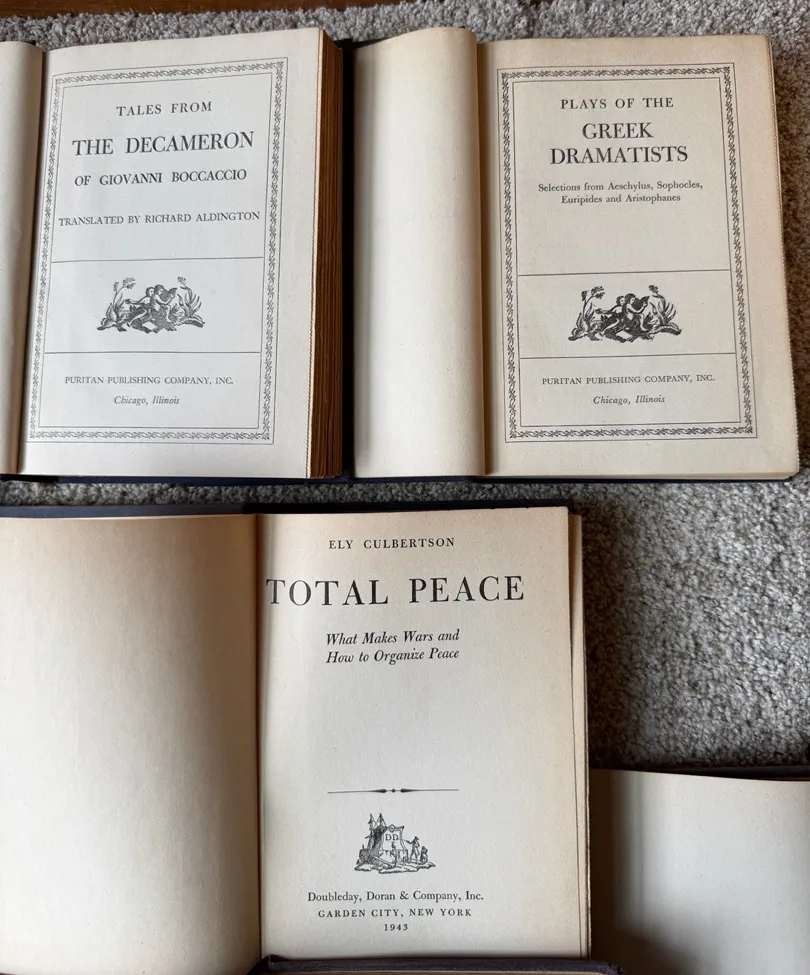 TALES FROM
THE DECAMERON
OF GIOVANNI BOCCACCIO
TRANSLATED BY RICHARD ALDINGTON
PURITAN PUBLISHING COMPANY, INC.
Chicago, Illinois
PLAYS OF THE
GREEK
DRAMATISTS
Selections from Aeschylus, Sophocles,
Euripides and Aristophanes
PURITAN PUBLISHING COMPANY, INC.
Chicago, Illinois
ELY CULBERTSON
TOTAL PEACE
What Makes Wars and
How to Organize Peace
DD
Doubleday, Doran & Company, Inc.
GARDEN CITY, NEW YORK
1943